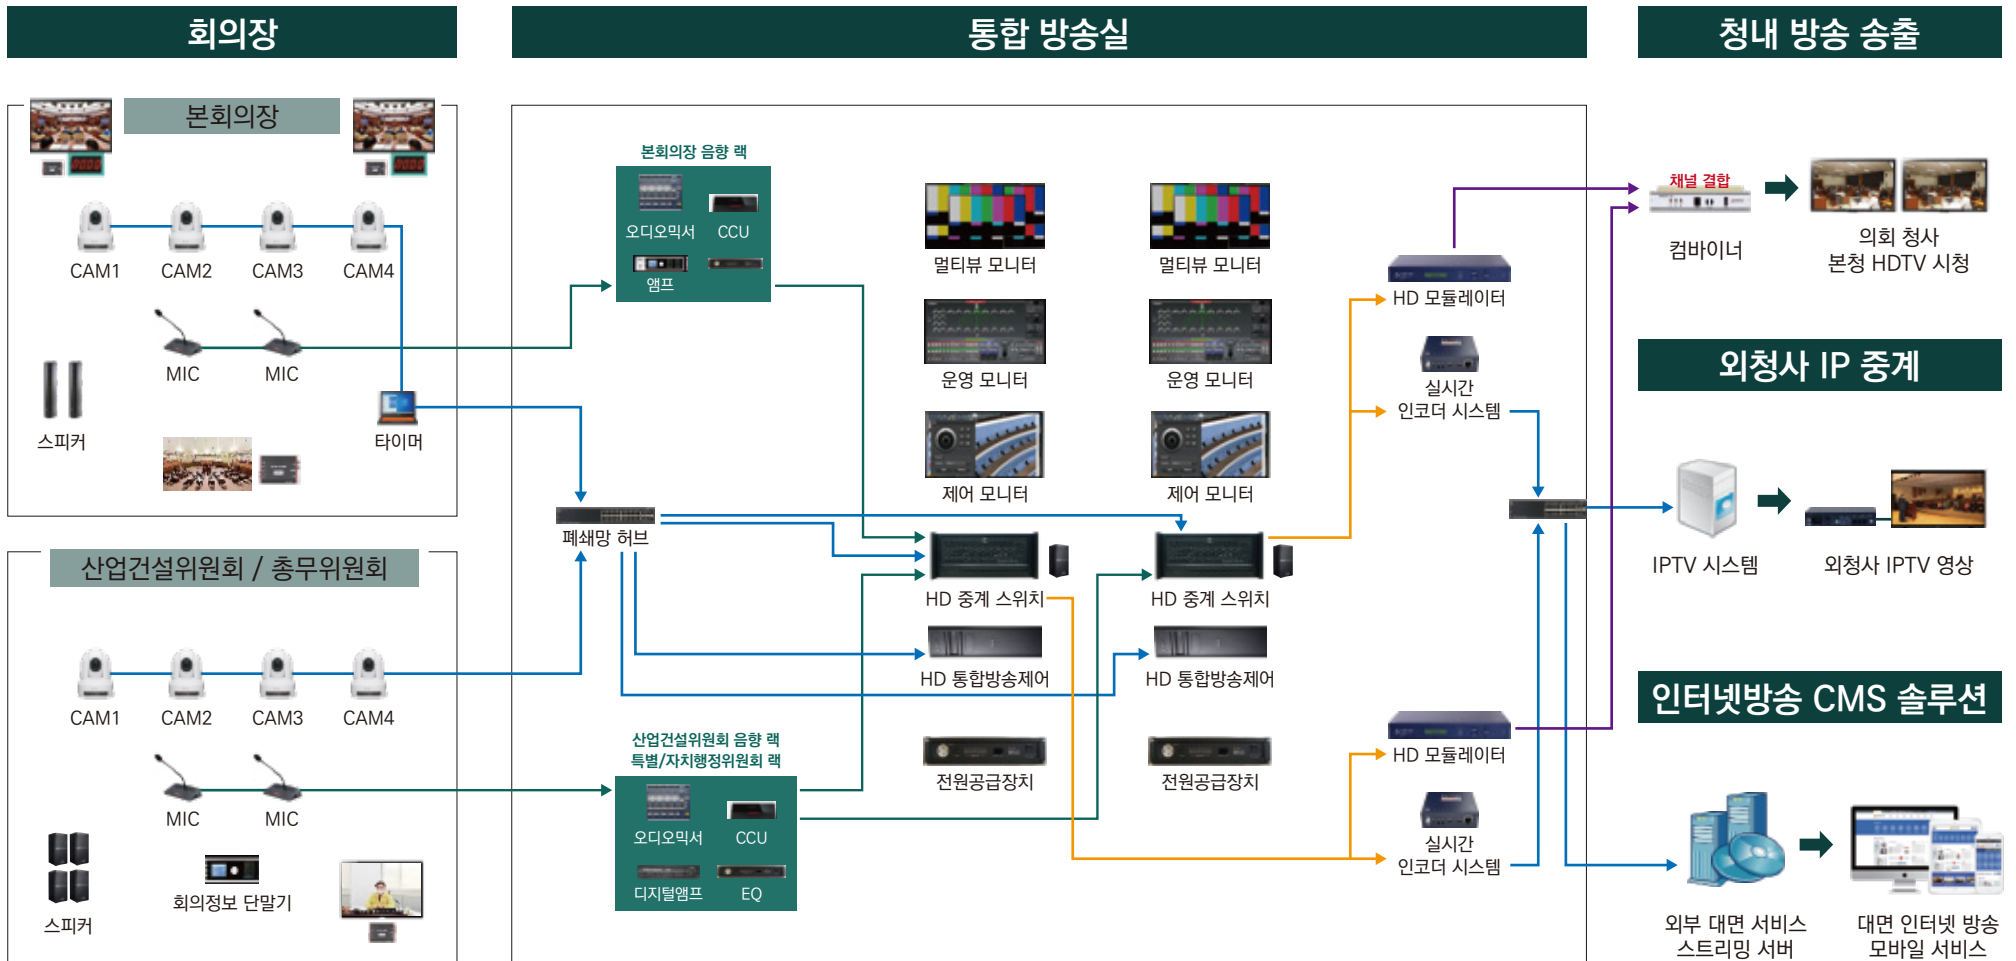 회의장
통합 방송실
청내 방송 송출
본회의장
CAM1
CAM2
CAM3
CAM4
MIC
MIC
스피커
타이머
산업건설위원회 / 총무위원회
CAM1
CAM2
CAM3
CAM4
MIC
MIC
스피커
회의정보 단말기
본회의장 음향 랙
오디오믹서
CCU
앰프
폐쇄망 허브
산업건설위원회 음향 랙
특별/자치행정위원회 랙
오디오믹서
CCU
디지털앰프
EQ
멀티뷰 모니터
멀티뷰 모니터
운영 모니터
운영 모니터
제어 모니터
제어 모니터
HD 중계 스위치
HD 중계 스위치
HD 통합방송제어
HD 통합방송제어
전원공급장치
전원공급장치
HD 모듈레이터
실시간
인코더 시스템
HD 모듈레이터
실시간
인코더 시스템
채널 결합
컴바이너
의회 청사
본청 HDTV 시청
외청사 IP 중계
IPTV 시스템
외청사 IPTV 영상
인터넷방송 CMS 솔루션
외부 대면 서비스
스트리밍 서버
대면 인터넷 방송
모바일 서비스